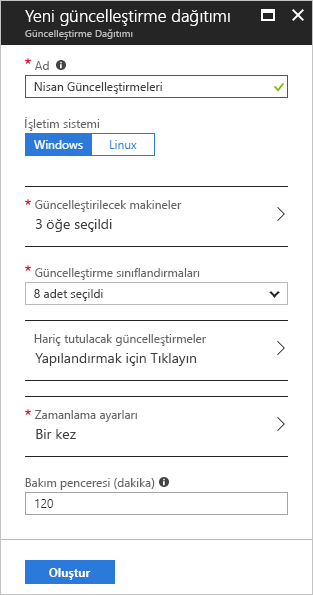 Yeni güncelleştirme dağıtımı
Güncelleştirme Dağıtımı
* Ad
Nisan Güncelleştirmeleri
İşletim sistemi
Windows Linux
* Güncelleştirilecek makineler
3 öğe seçildi
* Güncelleştirme sınıflandırmaları
8 adet seçildi
Hariç tutulacak güncelleştirmeler
Yapılandırmak için Tıklayın
* Zamanlama ayarları
Bir kez
Bakım penceresi (dakika)
120
Oluştur